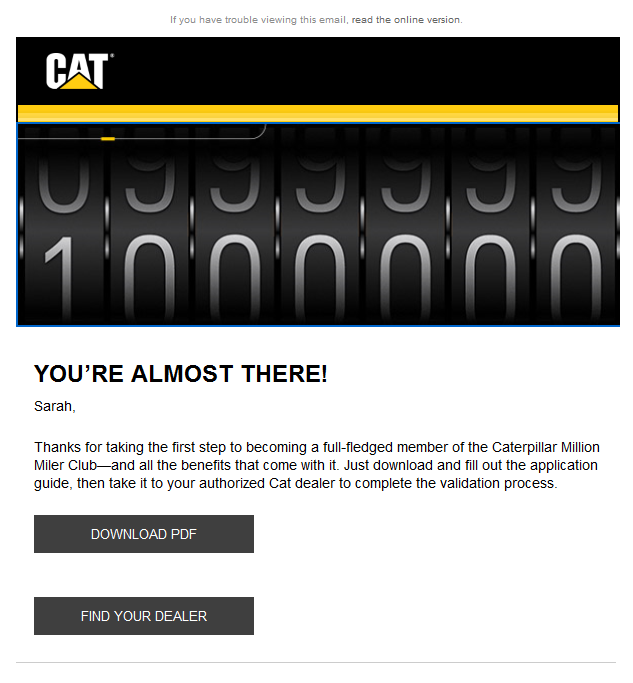 If you have trouble viewing this email, read the online version.
CAT®
0999999
1000000
YOU’RE ALMOST THERE!
Sarah,
Thanks for taking the first step to becoming a full-fledged member of the Caterpillar Million
Miler Club—and all the benefits that come with it. Just download and fill out the application
guide, then take it to your authorized Cat dealer to complete the validation process.
DOWNLOAD PDF
FIND YOUR DEALER